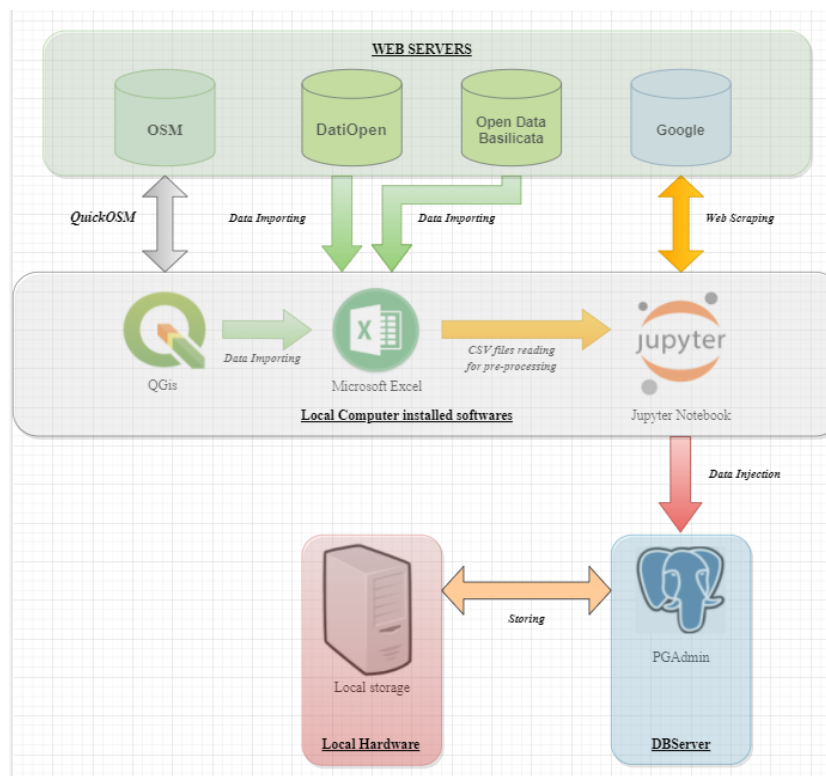 WEB SERVERS
OSM
DatiOpen
Open Data
Basilicata
Google
QuickOSM
Data Importing
Data Importing
Web Scraping
X
jupyter
Data Importing
CSV files reading
for pre-processing
QGis
Microsoft Excel
Jupyter Notebook
Local Computer installed softwares
Data Injection
Storing
PGAdmin
Local storage
Local Hardware
DBServer